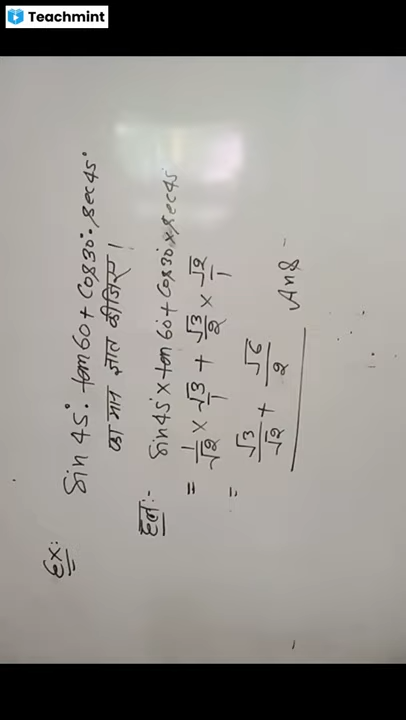 Teachmint
Ex:- Sin 45°. tan 60 + Cos 30°. sec 45°
का मान ज्ञात कीजिए।
हल:- sin 45° x tan 60 + Cos 30° x sec 45
= 1/√2 x √3/1 + √3/2 x √2/1
= √3/√2 + √6/2 Ans -